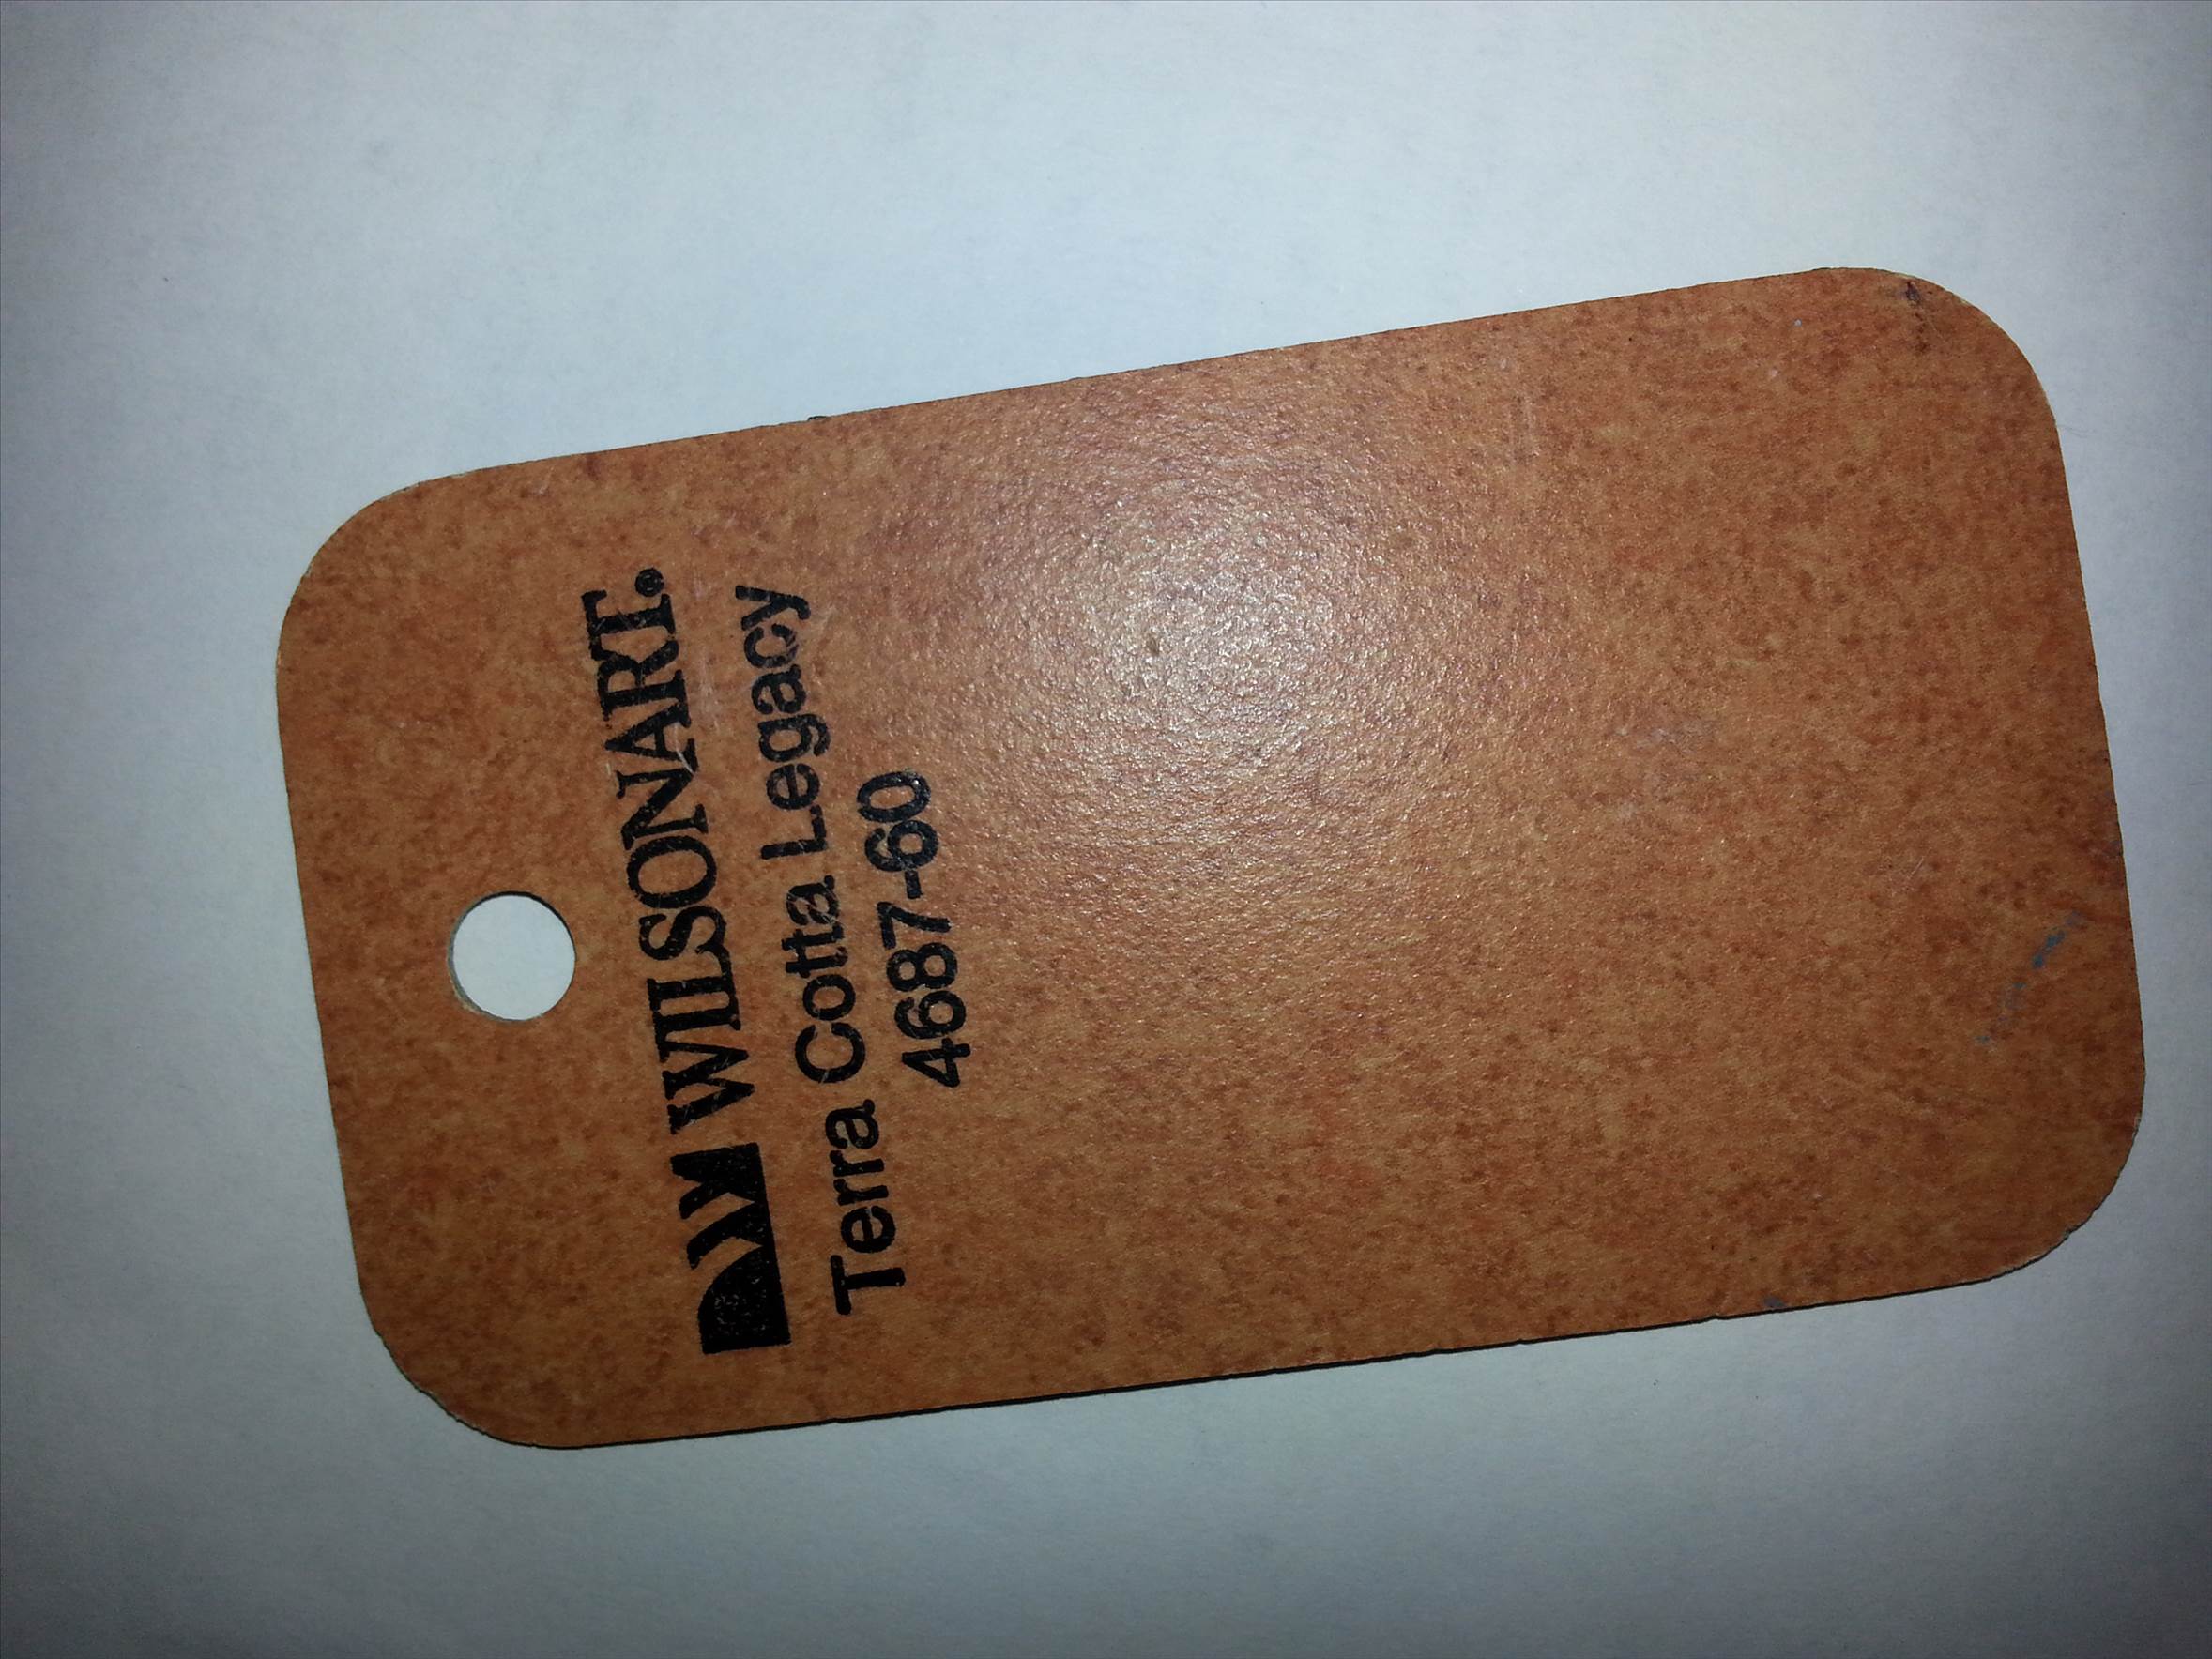 WILSONART.
Terra Cotta Legacy
4687-60